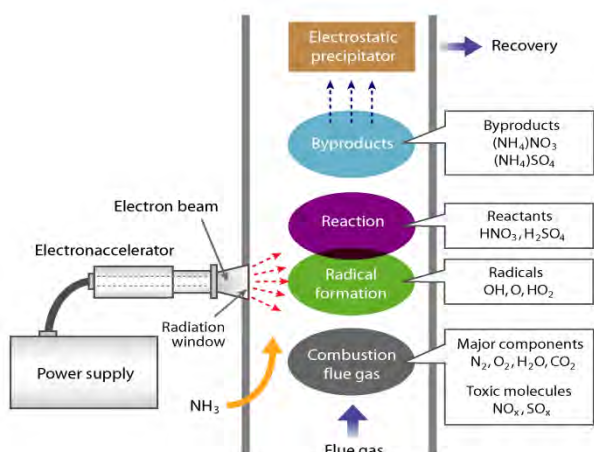 Electrostatic
precipitator
Recovery
Byproducts
Byproducts
(NH₄)NO₃
(NH₄)SO₄
Electron beam
Reaction
Reactants
HNO₃, H₂SO₄
Electronaccelerator
Radical
formation
Radicals
OH, O, HO₂
Radiation
window
Power supply
Combustion
flue gas
Major components
N₂, O₂, H₂O, CO₂
Toxic molecules
NOₓ, SOₓ
NH₃
Flue gas